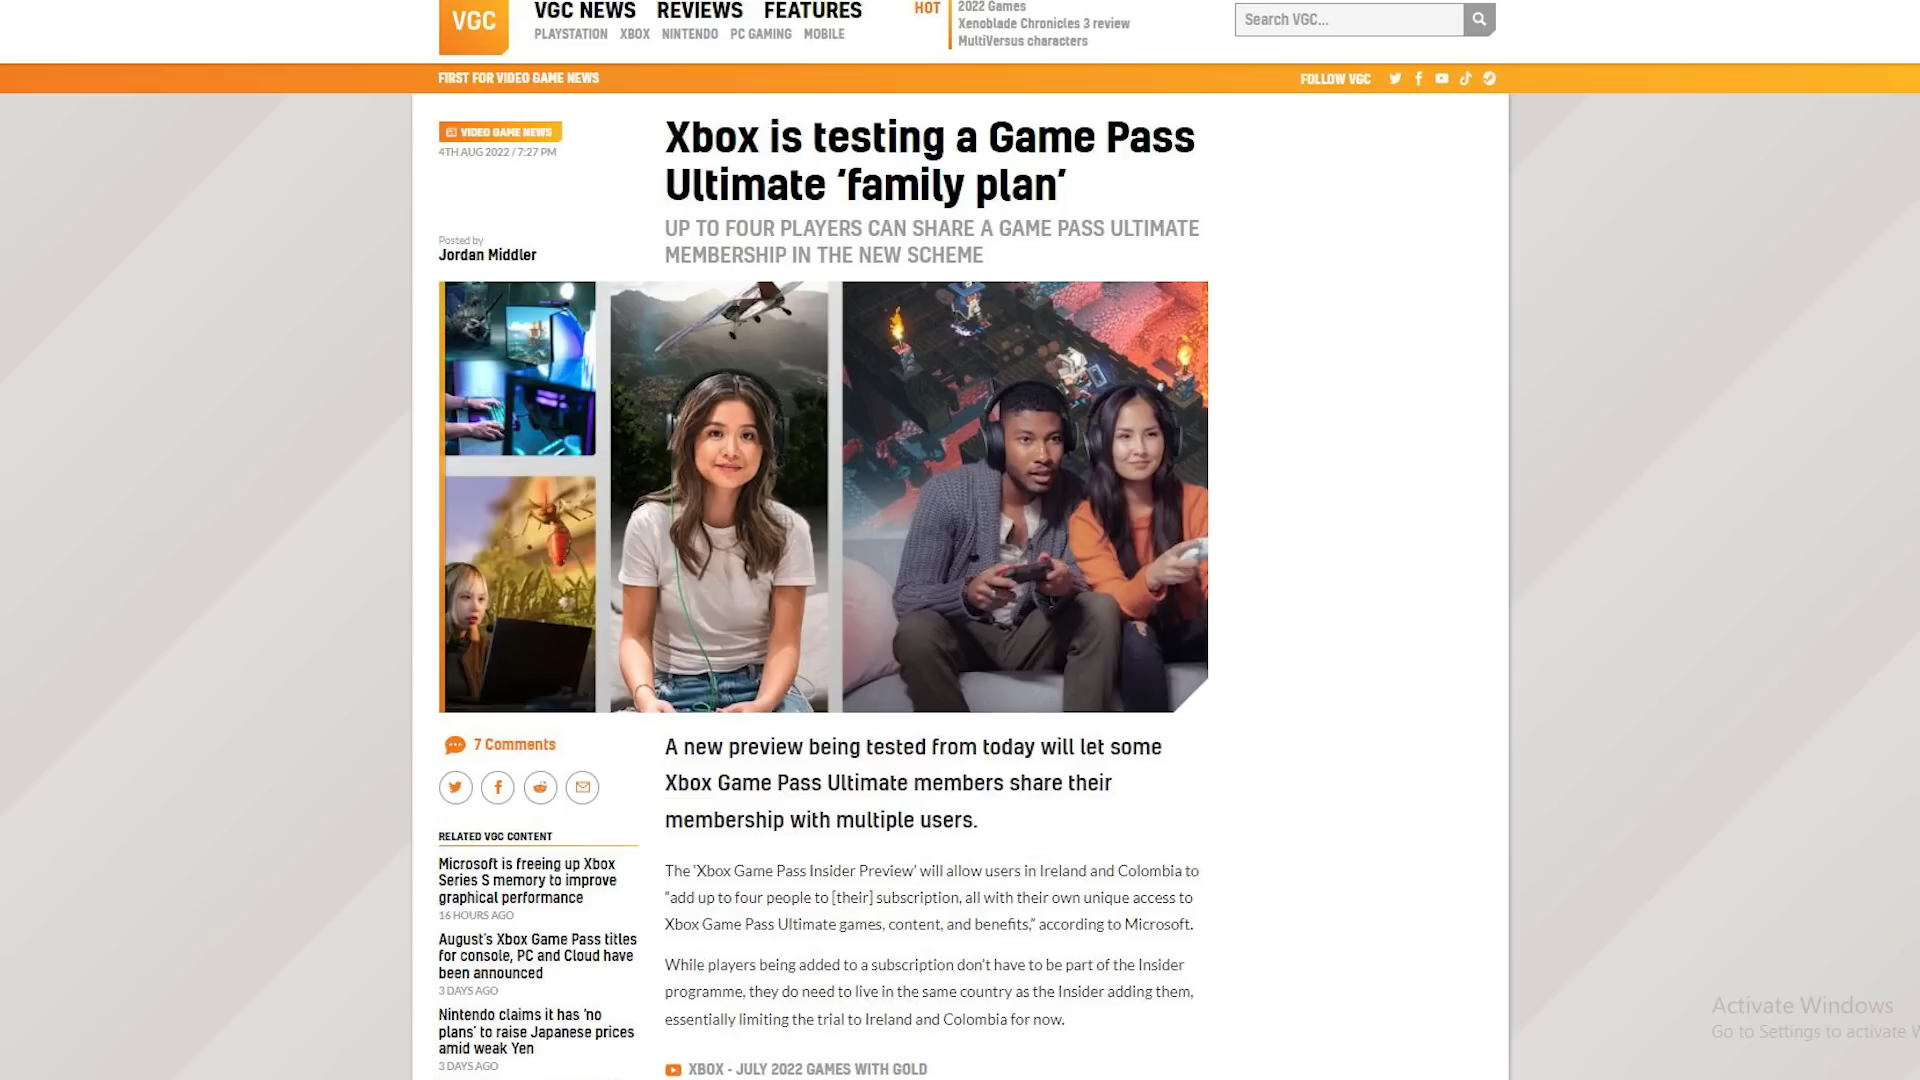 VGC
VGC NEWS REVIEWS FEATURES
PLAYSTATION XBOX NINTENDO PC GAMING MOBILE
HOT
2022 Games
Xenoblade Chronicles 3 review
MultiVersus characters
Search VGC...
FIRST FOR VIDEO GAME NEWS
FOLLOW VGC
VIDEO GAME NEWS
4TH AUG 2022 / 7:27 PM
Posted by
Jordan Middler
Xbox is testing a Game Pass
Ultimate ‘family plan’
UP TO FOUR PLAYERS CAN SHARE A GAME PASS ULTIMATE
MEMBERSHIP IN THE NEW SCHEME
7 Comments
RELATED VGC CONTENT
Microsoft is freeing up Xbox
Series S memory to improve
graphical performance
16 HOURS AGO
August's Xbox Game Pass titles
for console, PC and Cloud have
been announced
3 DAYS AGO
Nintendo claims it has ‘no
plans’ to raise Japanese prices
amid weak Yen
3 DAYS AGO
A new preview being tested from today will let some
Xbox Game Pass Ultimate members share their
membership with multiple users.
The ‘Xbox Game Pass Insider Preview’ will allow users in Ireland and Colombia to
“add up to four people to [their] subscription, all with their own unique access to
Xbox Game Pass Ultimate games, content, and benefits,” according to Microsoft.
While players being added to a subscription don’t have to be part of the Insider
programme, they do need to live in the same country as the Insider adding them,
essentially limiting the trial to Ireland and Colombia for now.
XBOX - JULY 2022 GAMES WITH GOLD
Activate Windows
Go to Settings to activate W